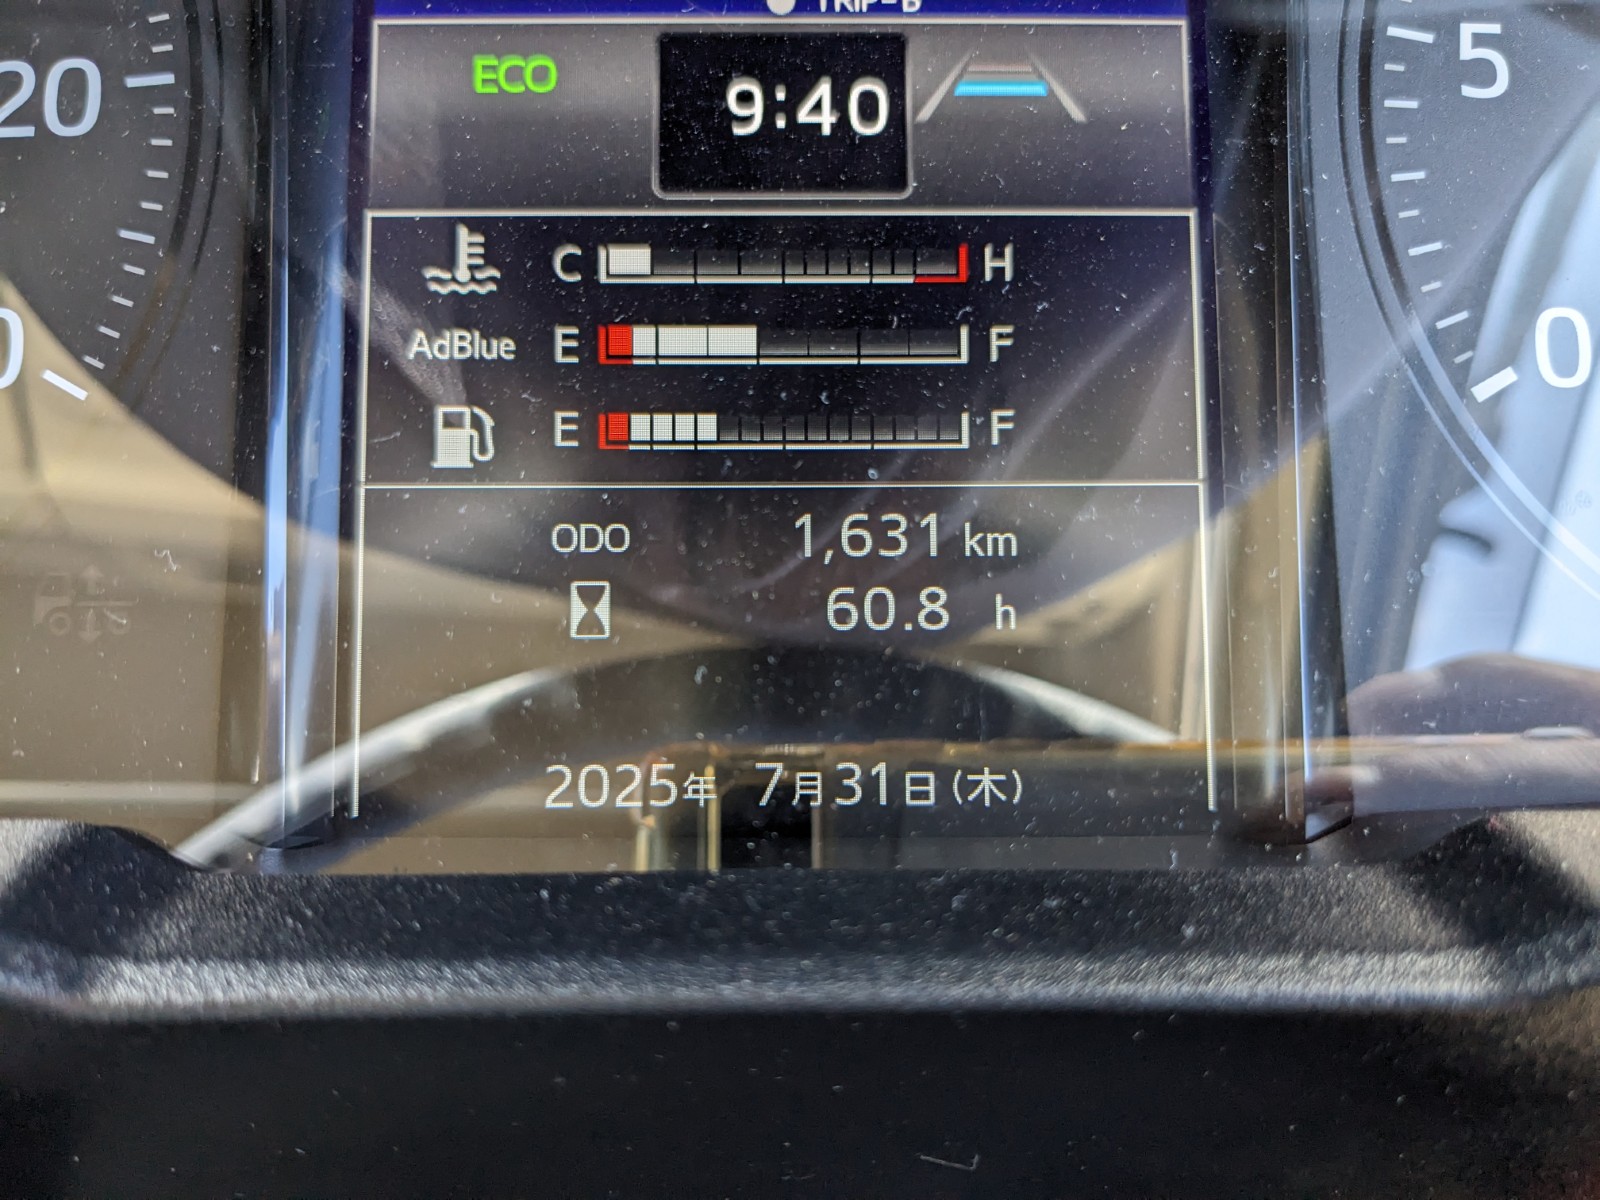 TRIP-B
ECO
9:40
20
5
C H
AdBlue E F
E F
0
0
ODO 1,631 km
60.8 h
2025年 7月31日(木)